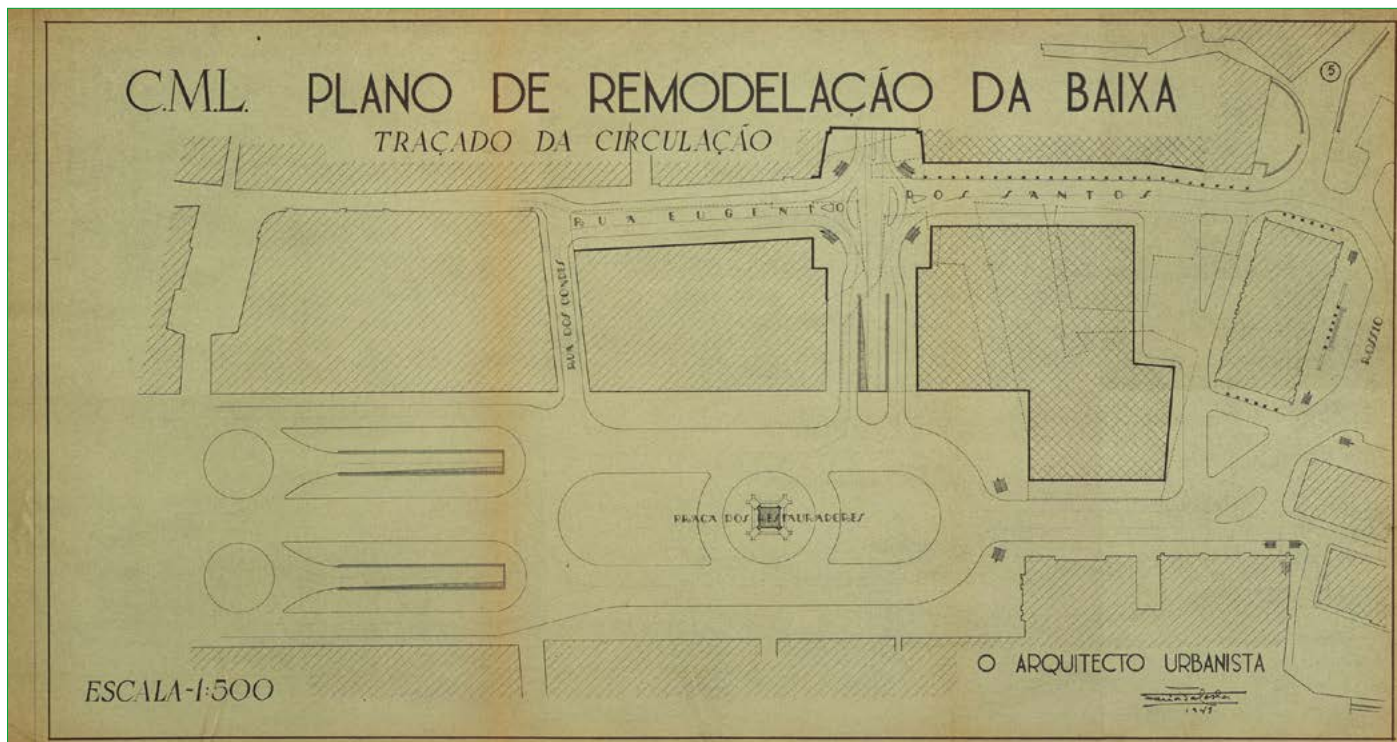 C.M.L. PLANO DE REMODELAÇÃO DA BAIXA
TRAÇADO DA CIRCULAÇÃO
5
RUA EUGENIO DOS SANTOS
RUA DOS CONDES
ROSSIO
PRAÇA DOS RESTAURADORES
O ARQUITECTO URBANISTA
ESCALA-1:500